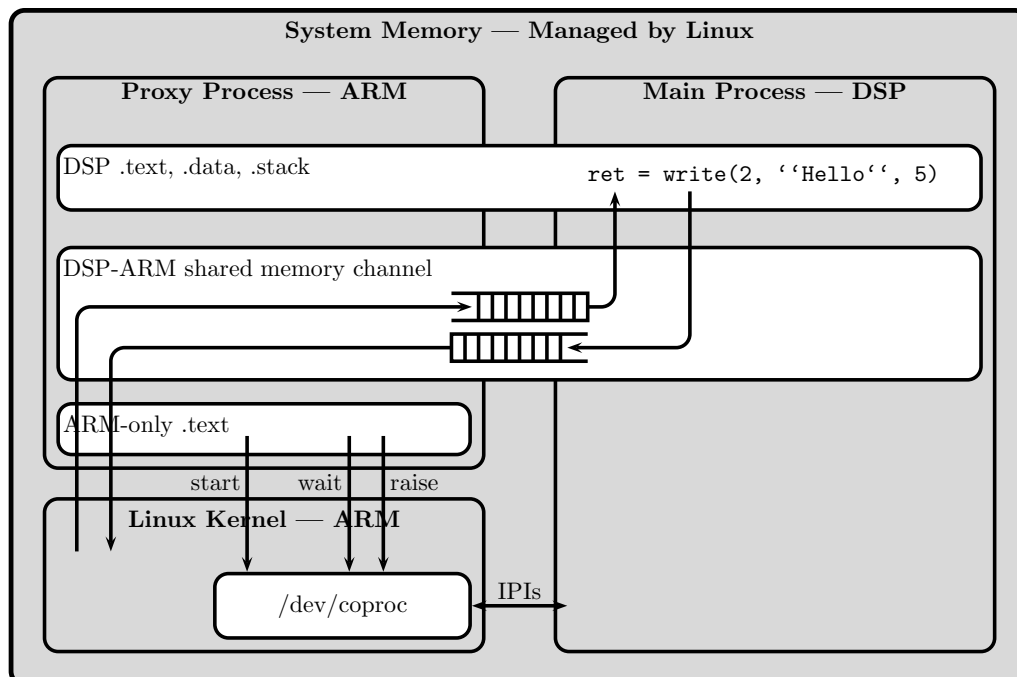 System Memory — Managed by Linux
Proxy Process — ARM
Main Process — DSP
DSP .text, .data, .stack
ret = write(2, ‘‘Hello‘‘, 5)
DSP-ARM shared memory channel
ARM-only .text
start
wait
raise
Linux Kernel — ARM
/dev/coproc
IPIs